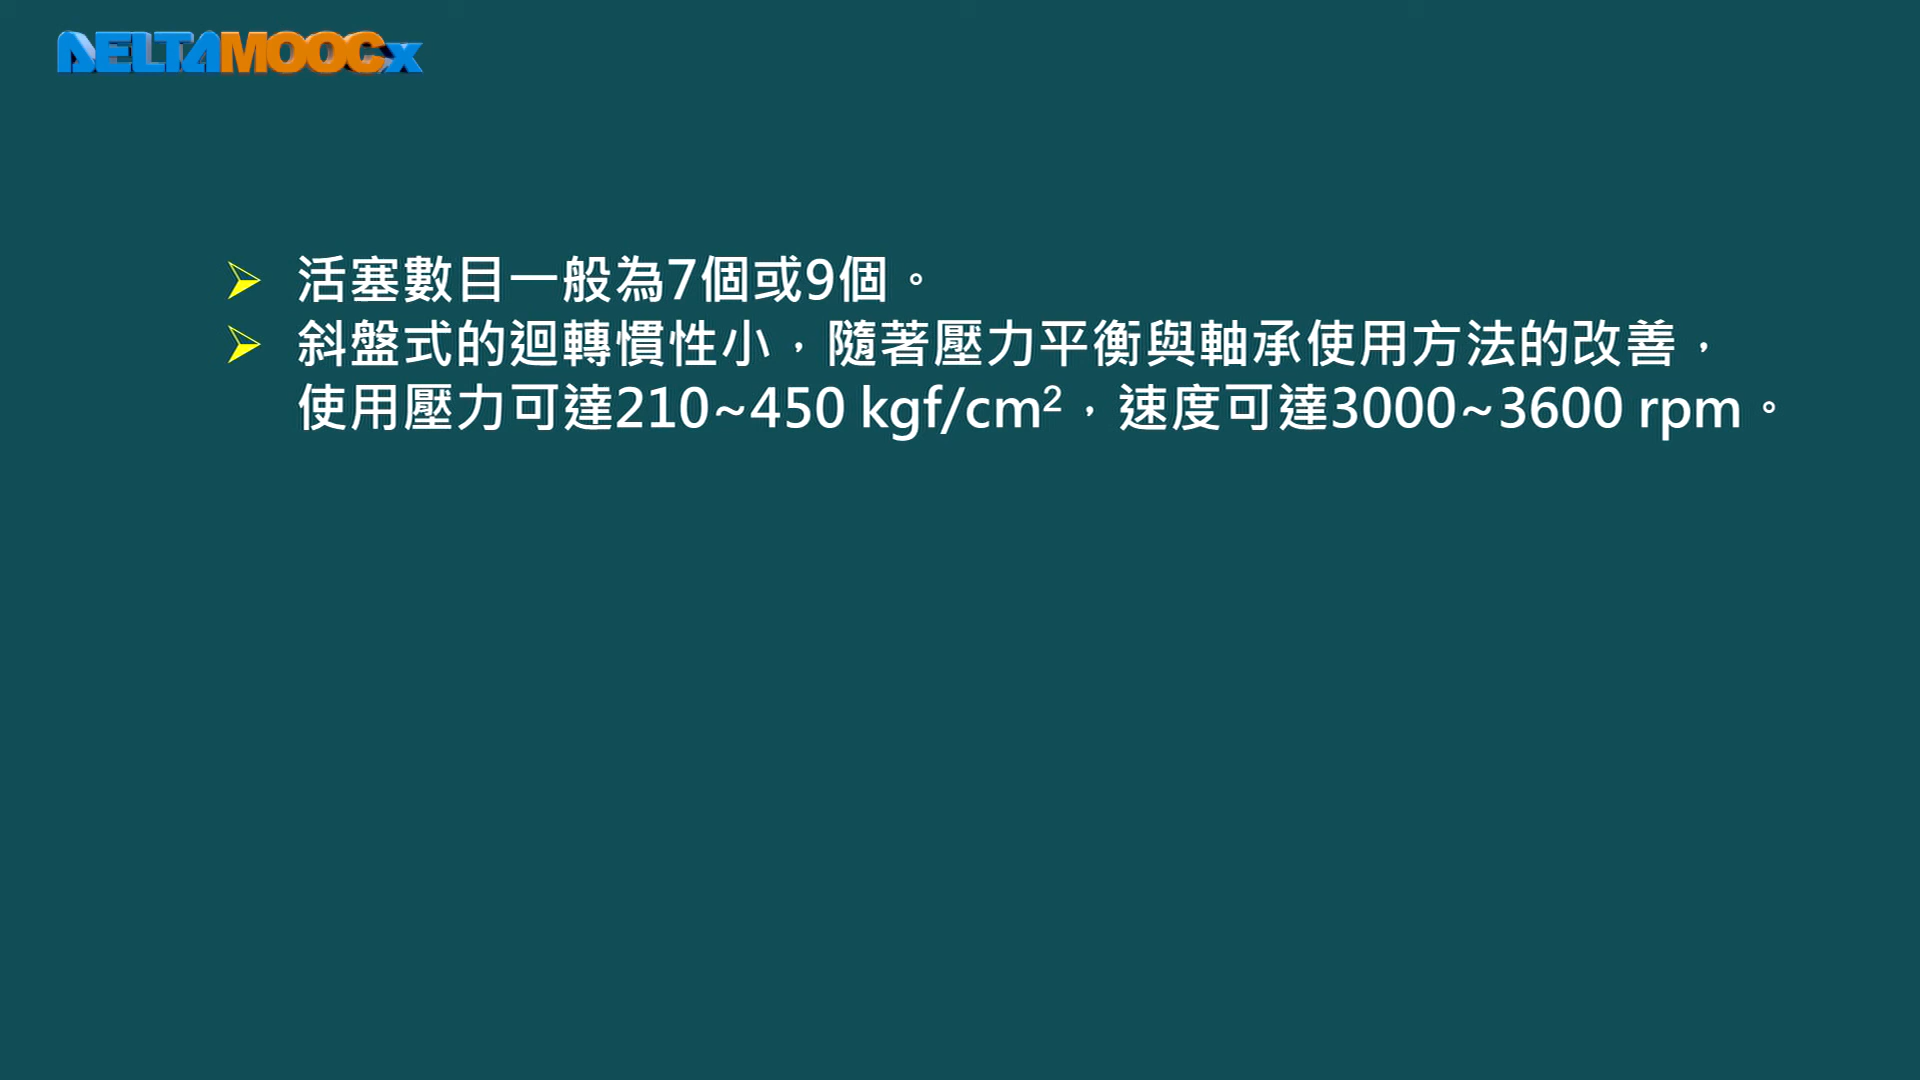 DELTAMOOCx
➢ 活塞數目一般為7個或9個。
➢ 斜盤式的迴轉慣性小，隨著壓力平衡與軸承使用方法的改善，
使用壓力可達210~450 kgf/cm²，速度可達3000~3600 rpm。